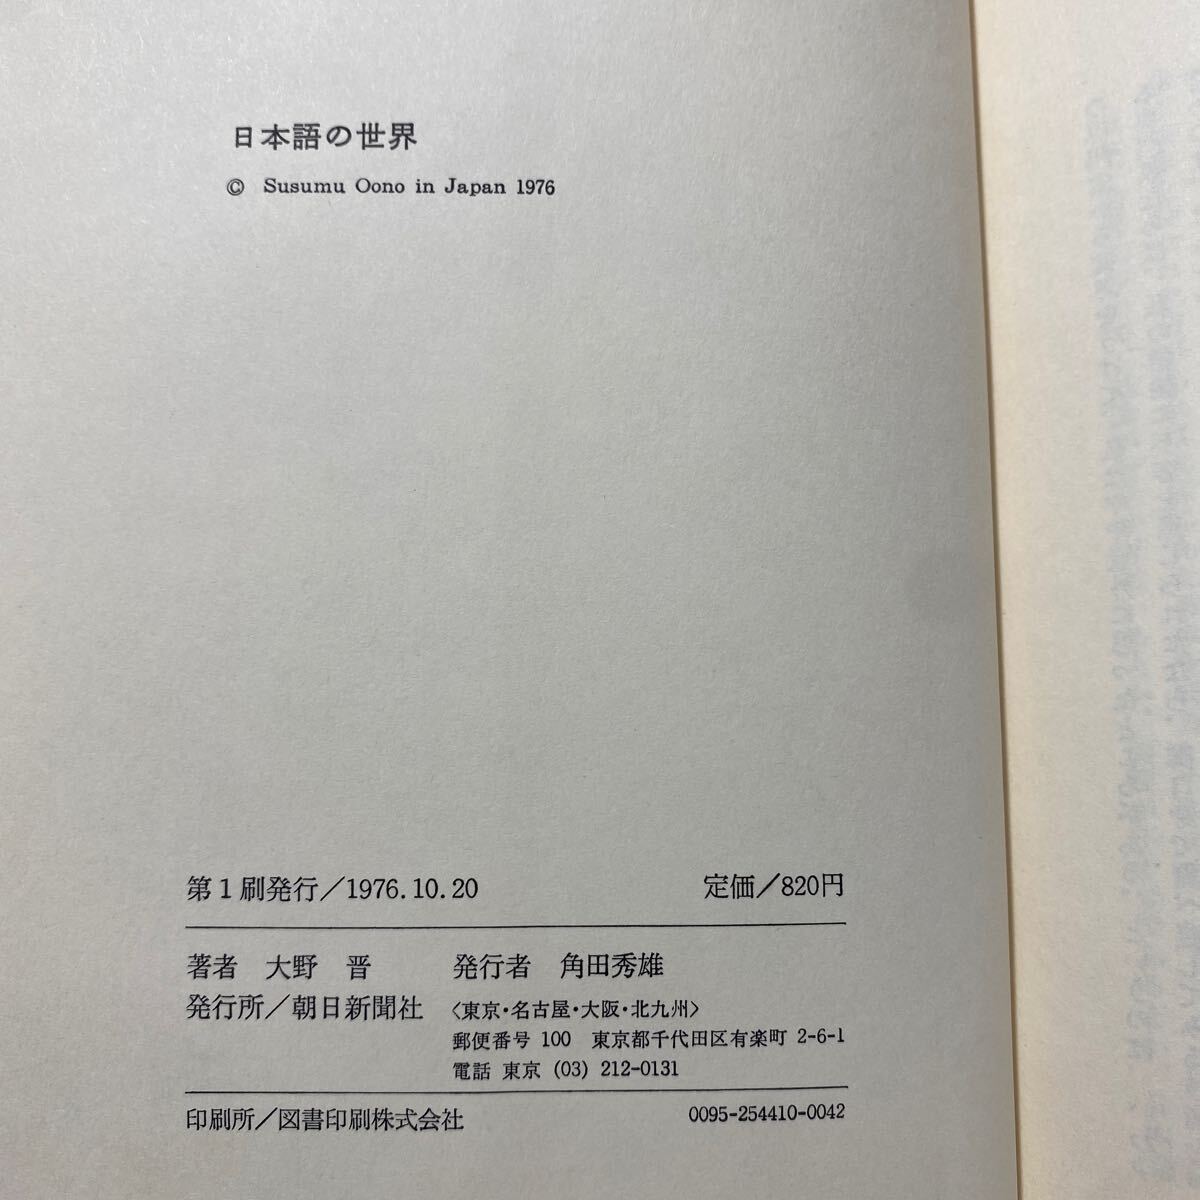 日本語の世界
© Susumu Oono in Japan 1976
第1刷発行/1976.10.20 定価/820円
著者 大野 晋 発行者 角田秀雄
発行所/朝日新聞社 〈東京・名古屋・大阪・北九州〉
郵便番号 100 東京都千代田区有楽町 2-6-1
電話 東京 (03) 212-0131
印刷所/図書印刷株式会社 0095-254410-0042